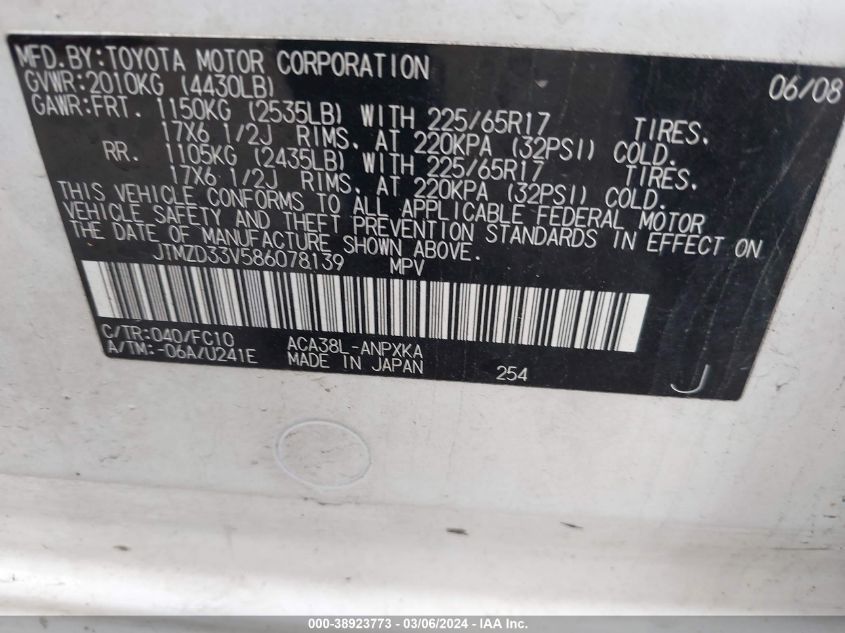 MFD.BY:TOYOTA MOTOR CORPORATION 06/08
GVWR:2010KG (4430LB)
GAWR:FRT. 1150KG (2535LB) WITH 225/65R17 TIRES.
17X6 1/2J RIMS. AT 220KPA (32PSI) COLD.
RR. 1105KG (2435LB) WITH 225/65R17 TIRES.
17X6 1/2J RIMS. AT 220KPA (32PSI) COLD.
THIS VEHICLE CONFORMS TO ALL APPLICABLE FEDERAL MOTOR
VEHICLE SAFETY AND THEFT PREVENTION STANDARDS IN EFFECT ON
THE DATE OF MANUFACTURE SHOWN ABOVE.
JTMZD33V586078139 MPV
C/TR:040/FC10 ACA38L-ANPXKA
A/TM:-06A/U241E MADE IN JAPAN 254 J
000-38923773 - 03/06/2024 - IAA Inc.